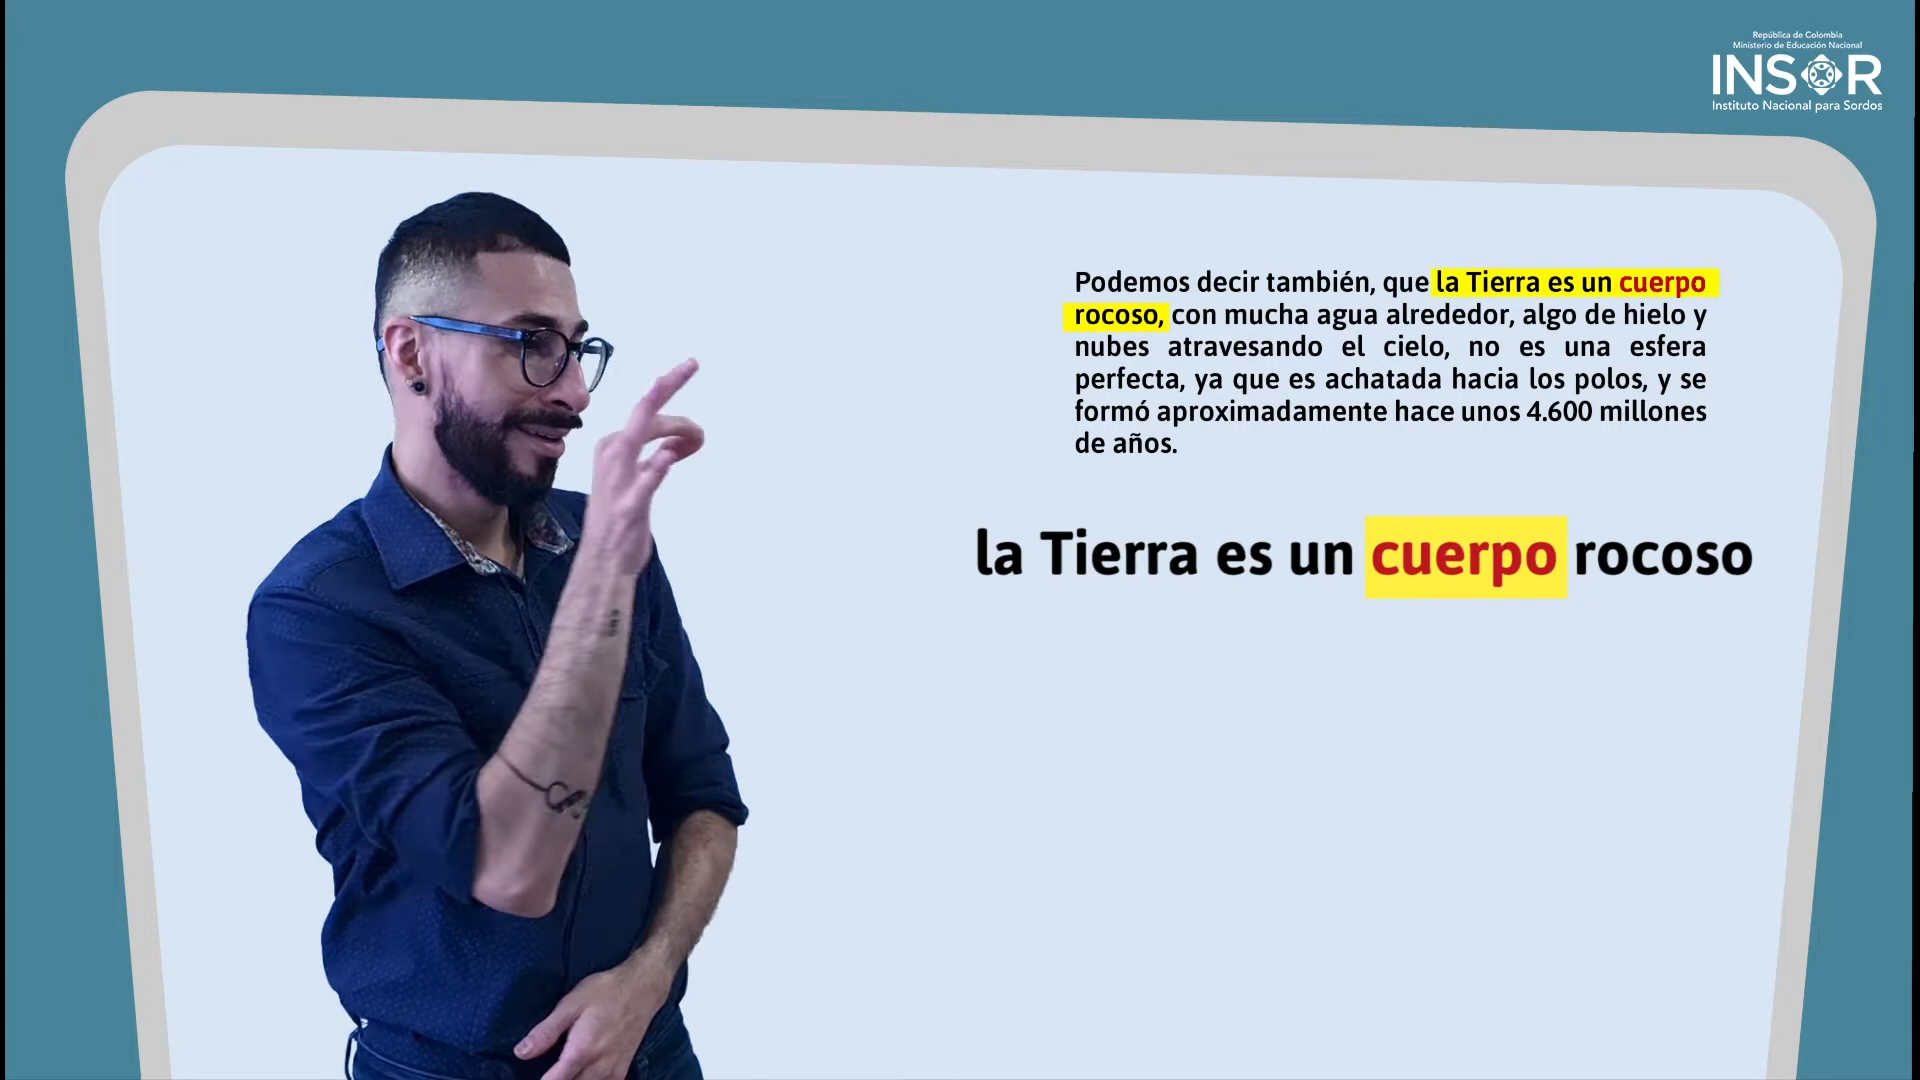 República de Colombia
Ministerio de Educación Nacional
INSOR
Instituto Nacional para Sordos
Podemos decir también, que la Tierra es un cuerpo
rocoso, con mucha agua alrededor, algo de hielo y
nubes atravesando el cielo, no es una esfera
perfecta, ya que es achatada hacia los polos, y se
formó aproximadamente hace unos 4.600 millones
de años.
la Tierra es un cuerpo rocoso